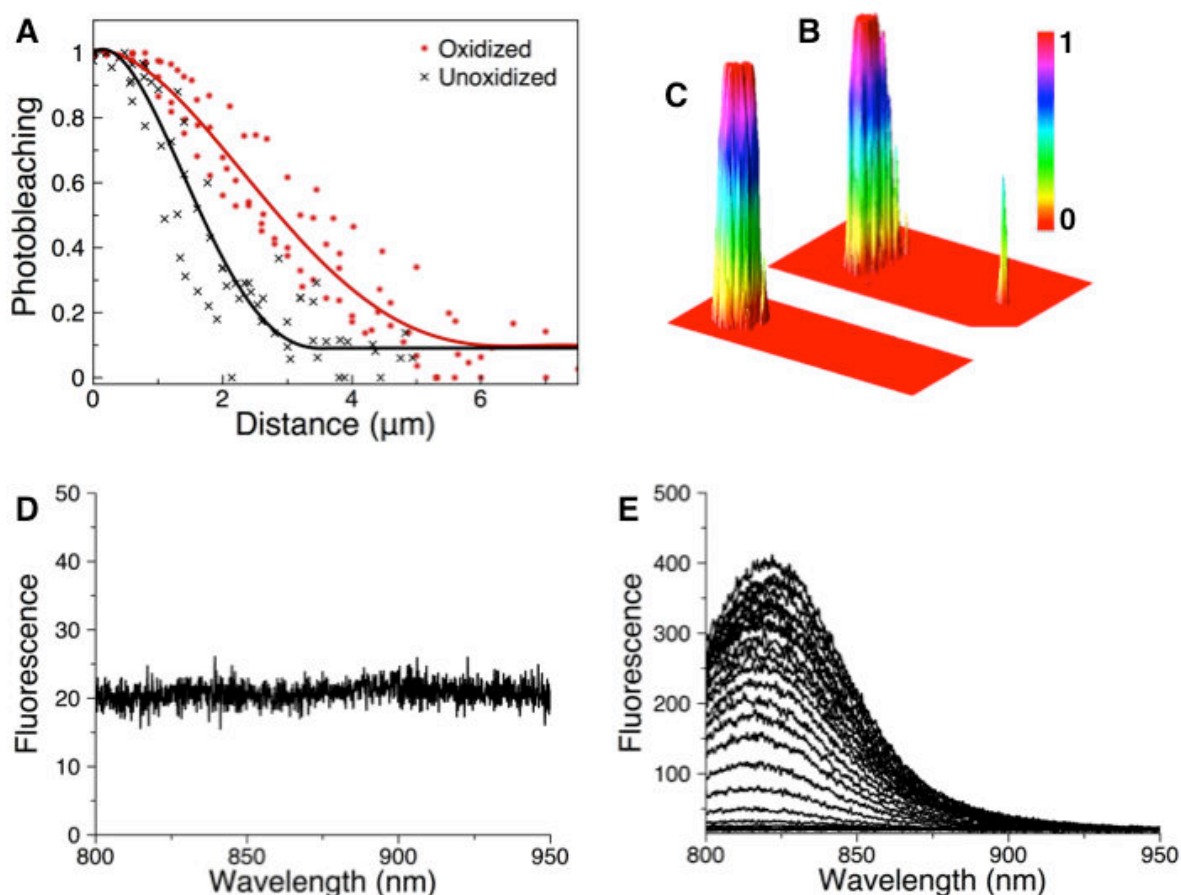 A
Photobleaching
1
0.8
0.6
0.4
0.2
0
0 2 4 6
Distance (µm)
Oxidized
Unoxidized
B
C
1
0
D
Fluorescence
50
40
30
20
10
0
800 850 900 950
Wavelength (nm)
E
Fluorescence
500
400
300
200
100
800 850 900 950
Wavelength (nm)